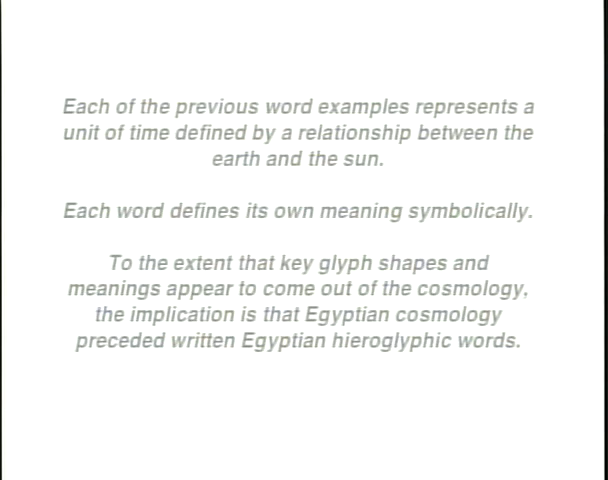 Each of the previous word examples represents a
unit of time defined by a relationship between the
earth and the sun.
Each word defines its own meaning symbolically.
To the extent that key glyph shapes and
meanings appear to come out of the cosmology,
the implication is that Egyptian cosmology
preceded written Egyptian hieroglyphic words.